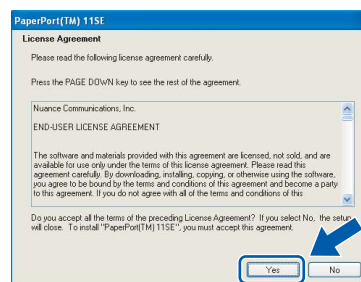 PaperPort(TM) 11SE
License Agreement
Please read the following license agreement carefully.
Press the PAGE DOWN key to see the rest of the agreement.
Nuance Communications, Inc.
END-USER LICENSE AGREEMENT
The software and materials provided with this agreement are licensed, not sold, and are
available for use only under the terms of this license agreement. Please read this
agreement carefully. By downloading, installing, copying, or otherwise using the software,
you agree to be bound by the terms and conditions of this agreement and become a party
to this agreement. If you do not agree with all of the terms and conditions of this
Do you accept all the terms of the preceding License Agreement? If you select No, the setup
will close. To install "PaperPort(TM) 11SE", you must accept this agreement.
Yes
No